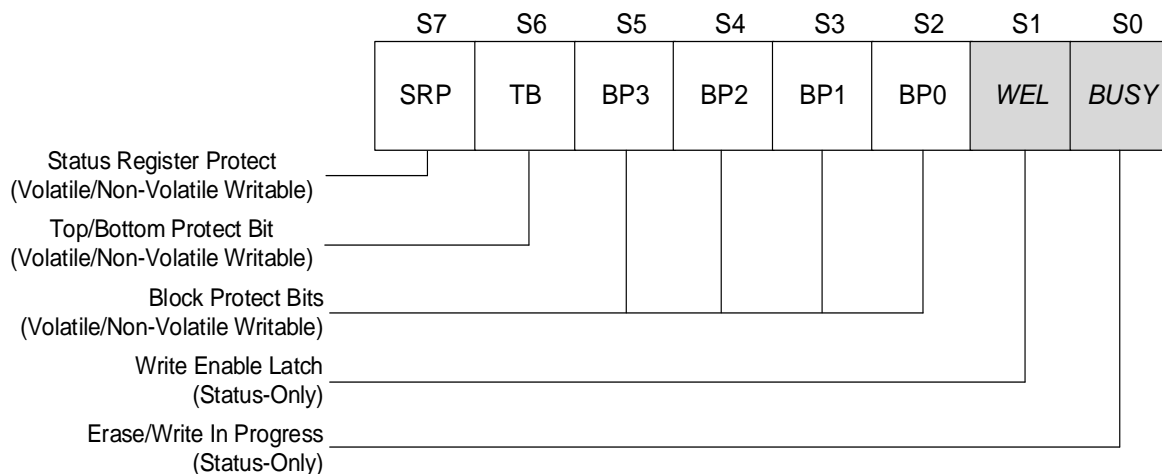 S7 S6 S5 S4 S3 S2 S1 S0
SRP TB BP3 BP2 BP1 BP0 WEL BUSY
Status Register Protect
(Volatile/Non-Volatile Writable)
Top/Bottom Protect Bit
(Volatile/Non-Volatile Writable)
Block Protect Bits
(Volatile/Non-Volatile Writable)
Write Enable Latch
(Status-Only)
Erase/Write In Progress
(Status-Only)